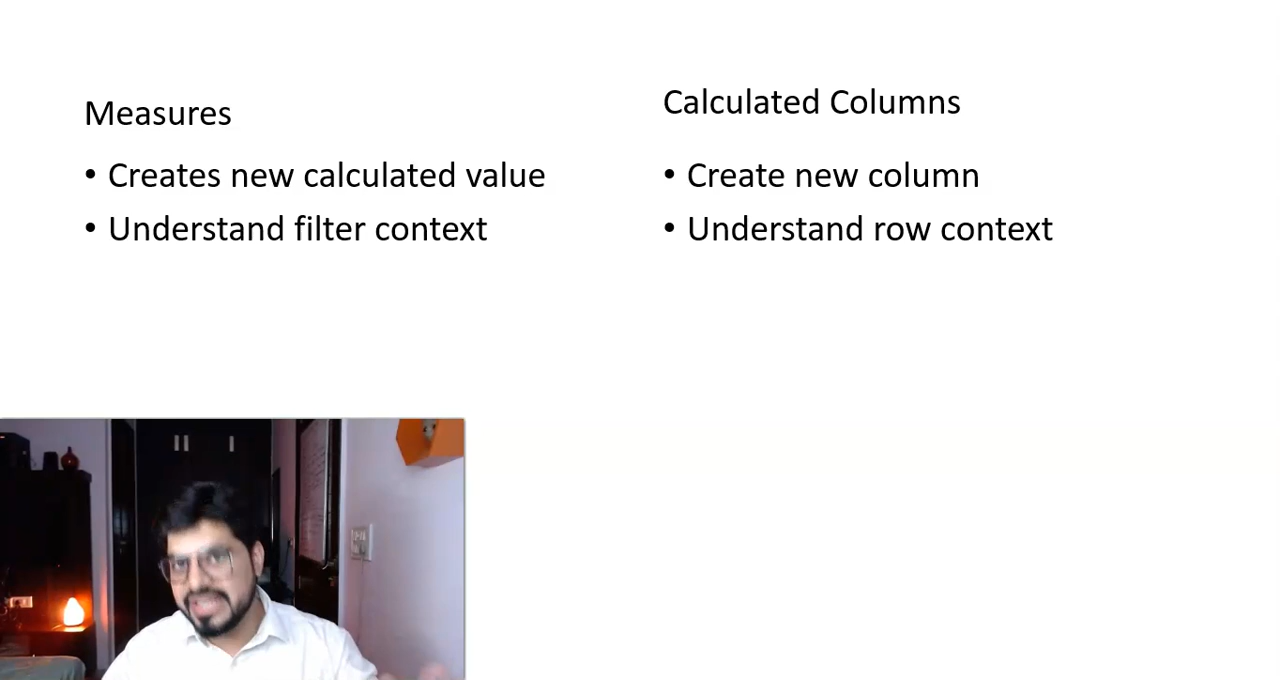 Measures
• Creates new calculated value
• Understand filter context
Calculated Columns
• Create new column
• Understand row context